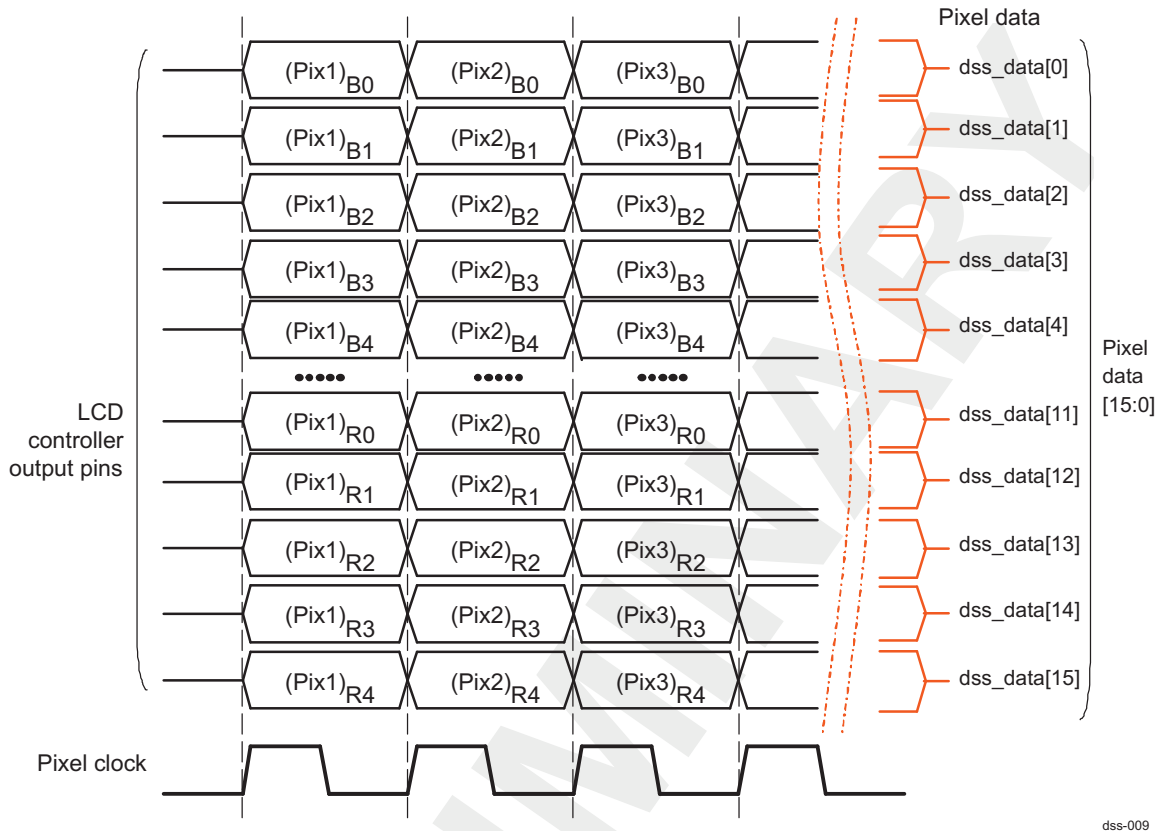 Pixel data
(Pix1)B0 (Pix2)B0 (Pix3)B0 dss_data[0]
(Pix1)B1 (Pix2)B1 (Pix3)B1 dss_data[1]
(Pix1)B2 (Pix2)B2 (Pix3)B2 dss_data[2]
(Pix1)B3 (Pix2)B3 (Pix3)B3 dss_data[3]
(Pix1)B4 (Pix2)B4 (Pix3)B4 dss_data[4]
••••• ••••• •••••
(Pix1)R0 (Pix2)R0 (Pix3)R0 dss_data[11]
(Pix1)R1 (Pix2)R1 (Pix3)R1 dss_data[12]
(Pix1)R2 (Pix2)R2 (Pix3)R2 dss_data[13]
(Pix1)R3 (Pix2)R3 (Pix3)R3 dss_data[14]
(Pix1)R4 (Pix2)R4 (Pix3)R4 dss_data[15]
LCD
controller
output pins
Pixel
data
[15:0]
Pixel clock
dss-009